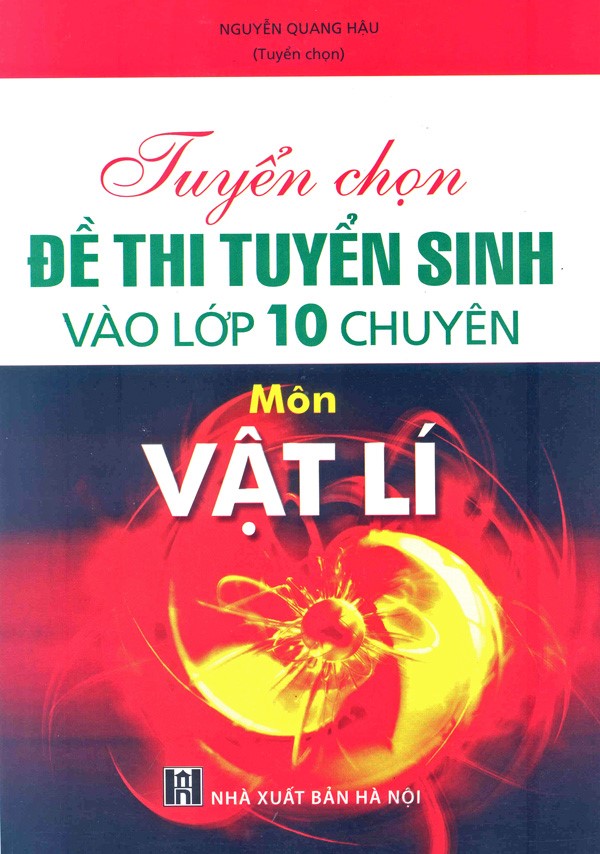 NGUYỄN QUANG HẬU
(Tuyển chọn)
Tuyển chọn
ĐỀ THI TUYỂN SINH
VÀO LỚP 10 CHUYÊN
Môn
VẬT LÍ
NHÀ XUẤT BẢN HÀ NỘI